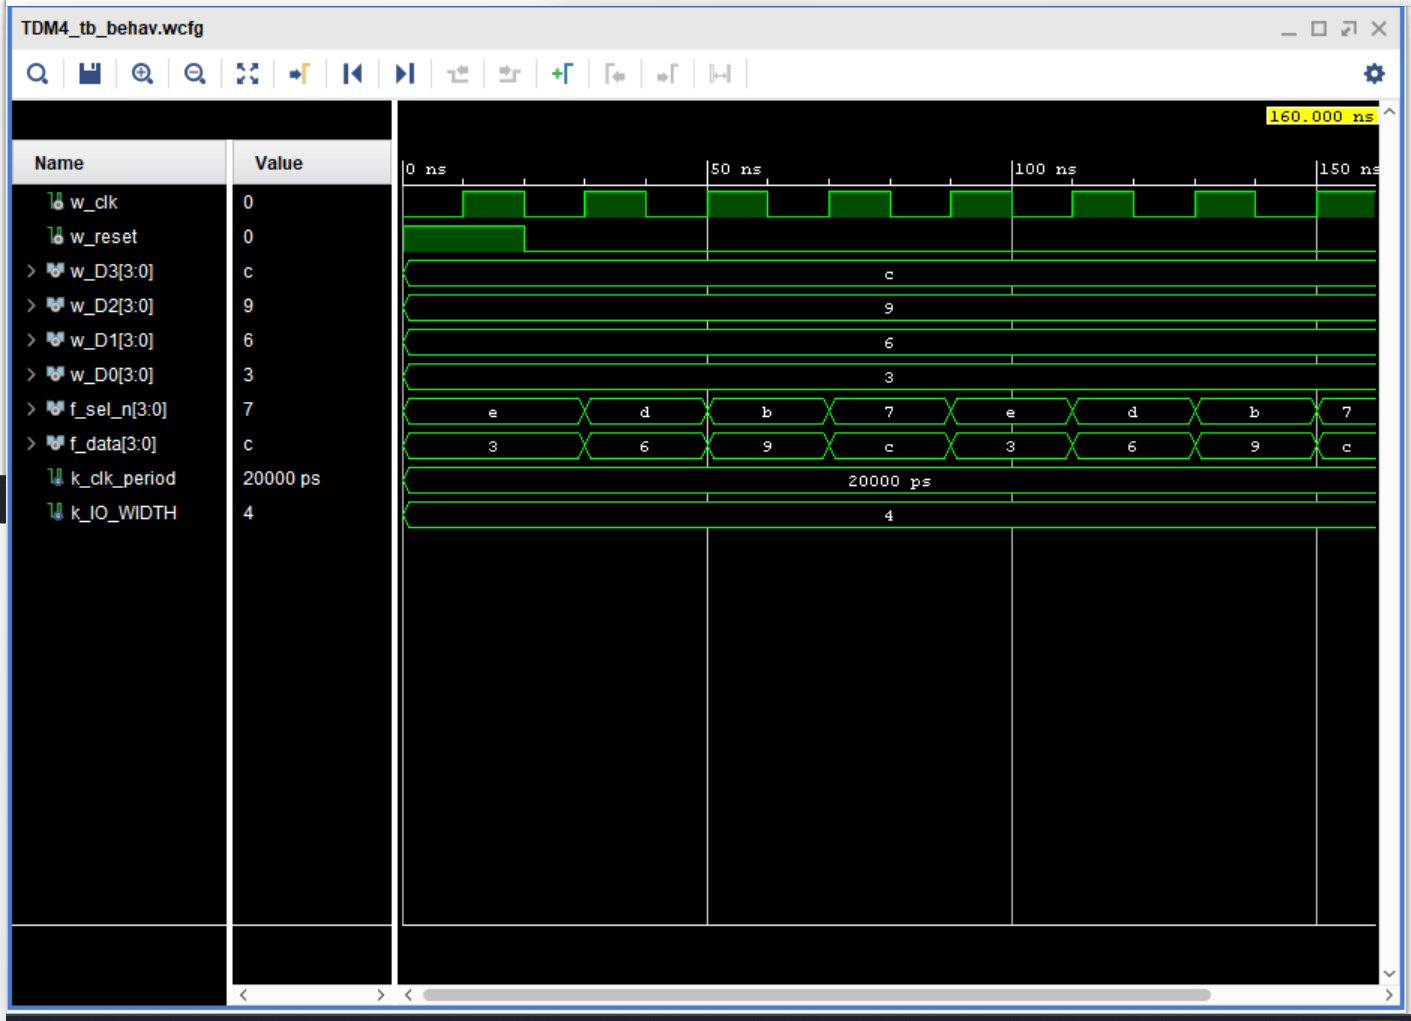 TDM4_tb_behav.wcfg
160.000 ns
Name Value
0 ns 50 ns 100 ns 150 ns
w_clk 0
w_reset 0
w_D3[3:0] c c
w_D2[3:0] 9 9
w_D1[3:0] 6 6
w_D0[3:0] 3 3
f_sel_n[3:0] 7 e d b 7 e d b 7
f_data[3:0] c 3 6 9 c 3 6 9 c
k_clk_period 20000 ps 20000 ps
k_IO_WIDTH 4 4